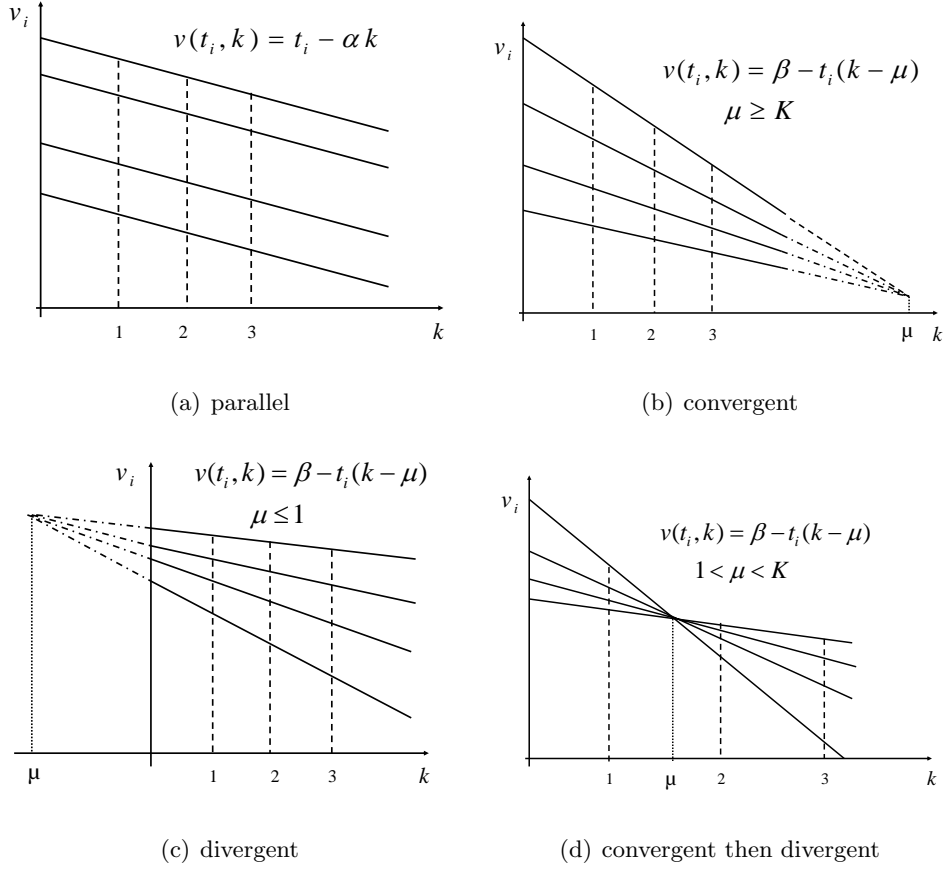 v_i
v(t_i, k) = t_i − α k
1 2 3 k
(a) parallel
v_i
v(t_i, k) = β − t_i(k − μ)
μ ≥ K
1 2 3 μ k
(b) convergent
v_i
v(t_i, k) = β − t_i(k − μ)
μ ≤ 1
μ 1 2 3 k
(c) divergent
v_i
v(t_i, k) = β − t_i(k − μ)
1 < μ < K
1 μ 2 3 k
(d) convergent then divergent